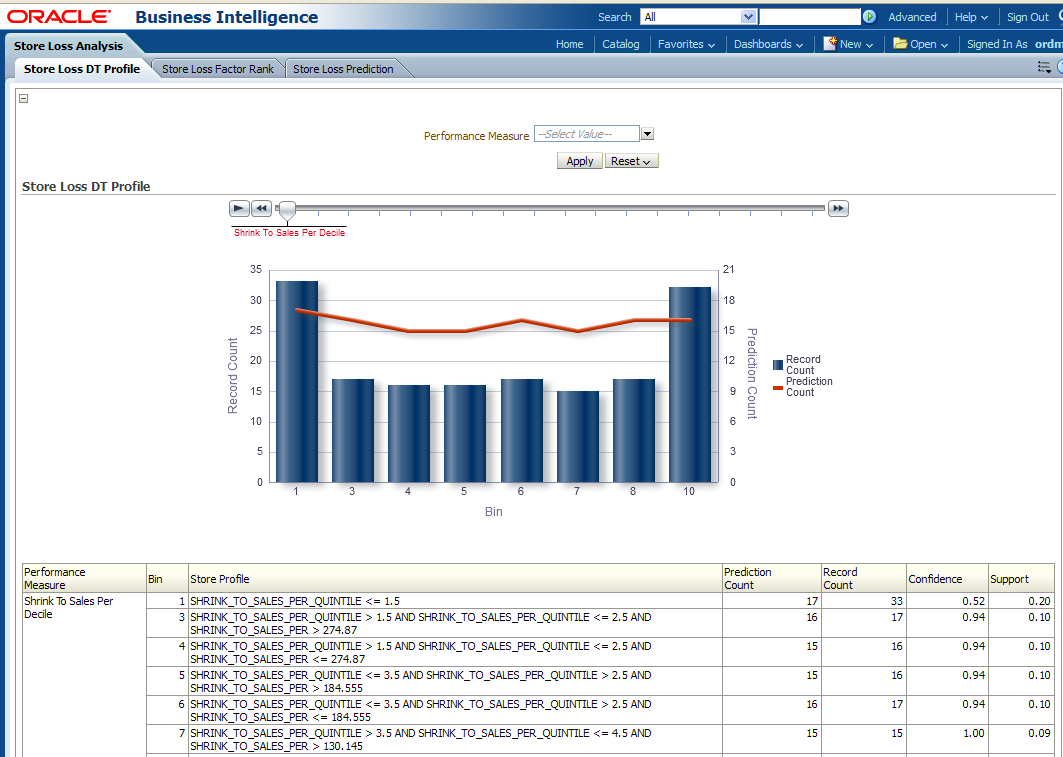 ORACLE® Business Intelligence Search All Advanced Help Sign Out
Store Loss Analysis Home Catalog Favorites Dashboards New Open Signed In As ordm
Store Loss DT Profile Store Loss Factor Rank Store Loss Prediction
Performance Measure --Select Value--
Apply Reset
Store Loss DT Profile
Shrink To Sales Per Decile
35 21
30 18
25 15
20 12
15 9
10 6
5 3
0 0
Record Count
Prediction Count
1 3 4 5 6 7 8 10
Bin
Record
Count
Prediction
Count
Performance Measure Bin Store Profile Prediction Count Record Count Confidence Support
Shrink To Sales Per Decile
1 SHRINK_TO_SALES_PER_QUINTILE <= 1.5 17 33 0.52 0.20
3 SHRINK_TO_SALES_PER_QUINTILE > 1.5 AND SHRINK_TO_SALES_PER_QUINTILE <= 2.5 AND 16 17 0.94 0.10
SHRINK_TO_SALES_PER > 274.87
4 SHRINK_TO_SALES_PER_QUINTILE > 1.5 AND SHRINK_TO_SALES_PER_QUINTILE <= 2.5 AND 15 16 0.94 0.10
SHRINK_TO_SALES_PER <= 274.87
5 SHRINK_TO_SALES_PER_QUINTILE <= 3.5 AND SHRINK_TO_SALES_PER_QUINTILE > 2.5 AND 15 16 0.94 0.10
SHRINK_TO_SALES_PER > 184.555
6 SHRINK_TO_SALES_PER_QUINTILE <= 3.5 AND SHRINK_TO_SALES_PER_QUINTILE > 2.5 AND 16 17 0.94 0.10
SHRINK_TO_SALES_PER <= 184.555
7 SHRINK_TO_SALES_PER_QUINTILE > 3.5 AND SHRINK_TO_SALES_PER_QUINTILE <= 4.5 AND 15 15 1.00 0.09
SHRINK_TO_SALES_PER > 130.145